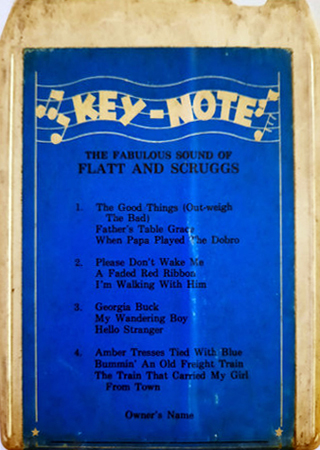 KEY-NOTE
THE FABULOUS SOUND OF
FLATT AND SCRUGGS
1. The Good Things (Out-weigh
The Bad)
Father's Table Grace
When Papa Played The Dobro
2. Please Don't Wake Me
A Faded Red Ribbon
I'm Walking With Him
3. Georgia Buck
My Wandering Boy
Hello Stranger
4. Amber Tresses Tied With Blue
Bummin' An Old Freight Train
The Train That Carried My Girl
From Town
Owner's Name